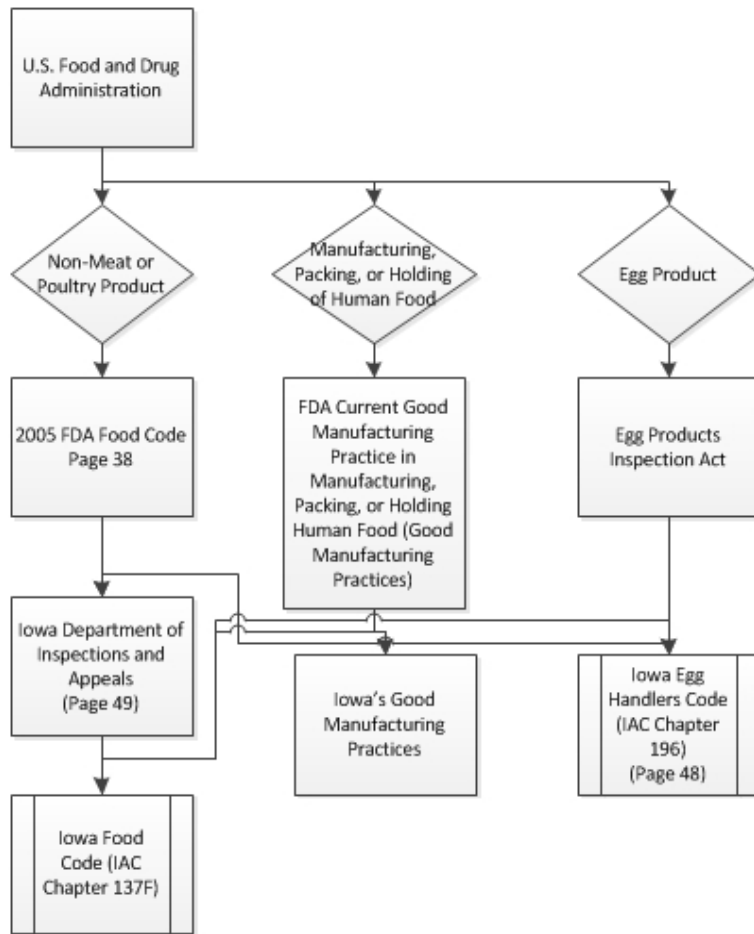 U.S. Food and Drug
Administration
Non-Meat or
Poultry Product
Manufacturing,
Packing, or Holding
of Human Food
Egg Product
2005 FDA Food Code
Page 38
FDA Current Good
Manufacturing
Practice in
Manufacturing,
Packing, or Holding
Human Food (Good
Manufacturing
Practices)
Egg Products
Inspection Act
Iowa Department of
Inspections and
Appeals
(Page 49)
Iowa's Good
Manufacturing
Practices
Iowa Egg
Handlers Code
(IAC Chapter
196)
(Page 48)
Iowa Food
Code (IAC
Chapter 137F)